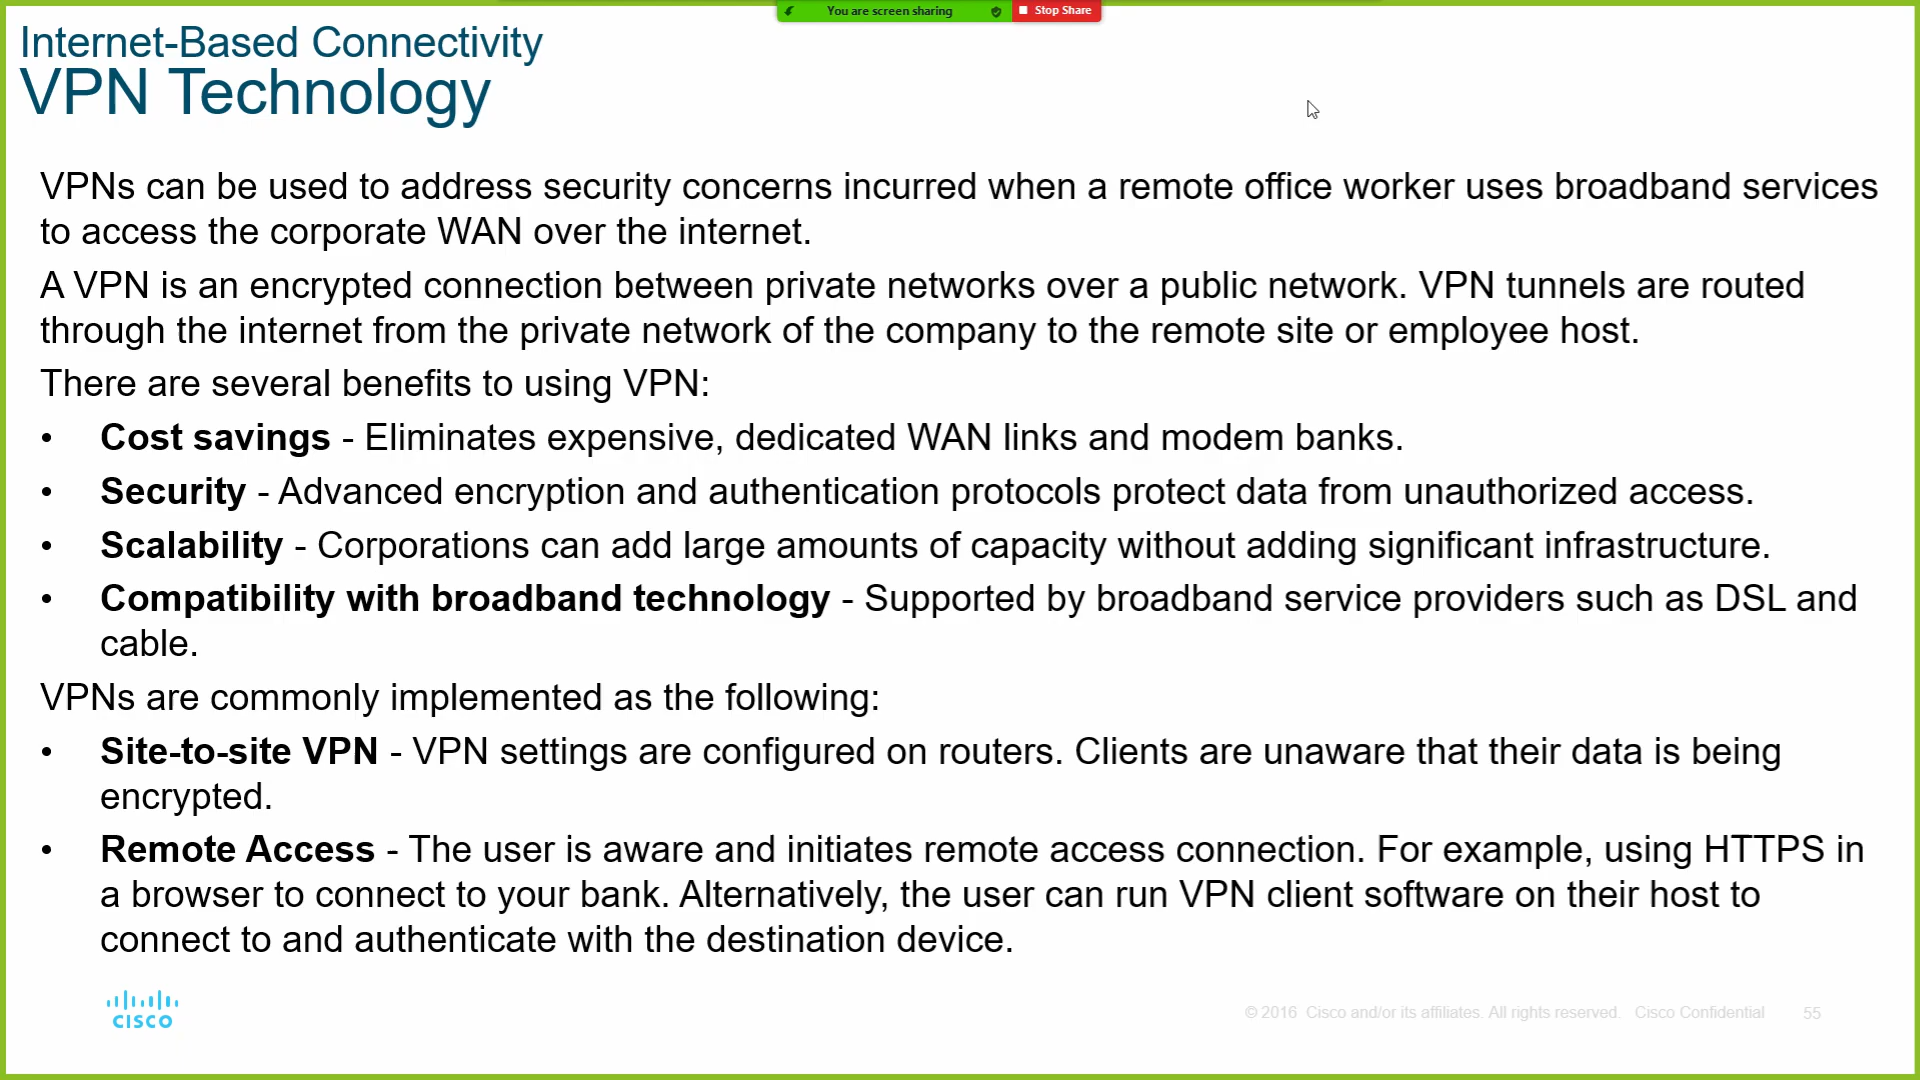 You are screen sharing
Stop Share
Internet-Based Connectivity
VPN Technology
VPNs can be used to address security concerns incurred when a remote office worker uses broadband services
to access the corporate WAN over the internet.
A VPN is an encrypted connection between private networks over a public network. VPN tunnels are routed
through the internet from the private network of the company to the remote site or employee host.
There are several benefits to using VPN:
• Cost savings - Eliminates expensive, dedicated WAN links and modem banks.
• Security - Advanced encryption and authentication protocols protect data from unauthorized access.
• Scalability - Corporations can add large amounts of capacity without adding significant infrastructure.
• Compatibility with broadband technology - Supported by broadband service providers such as DSL and
cable.
VPNs are commonly implemented as the following:
• Site-to-site VPN - VPN settings are configured on routers. Clients are unaware that their data is being
encrypted.
• Remote Access - The user is aware and initiates remote access connection. For example, using HTTPS in
a browser to connect to your bank. Alternatively, the user can run VPN client software on their host to
connect to and authenticate with the destination device.
CISCO
© 2016 Cisco and/or its affiliates. All rights reserved. Cisco Confidential 55